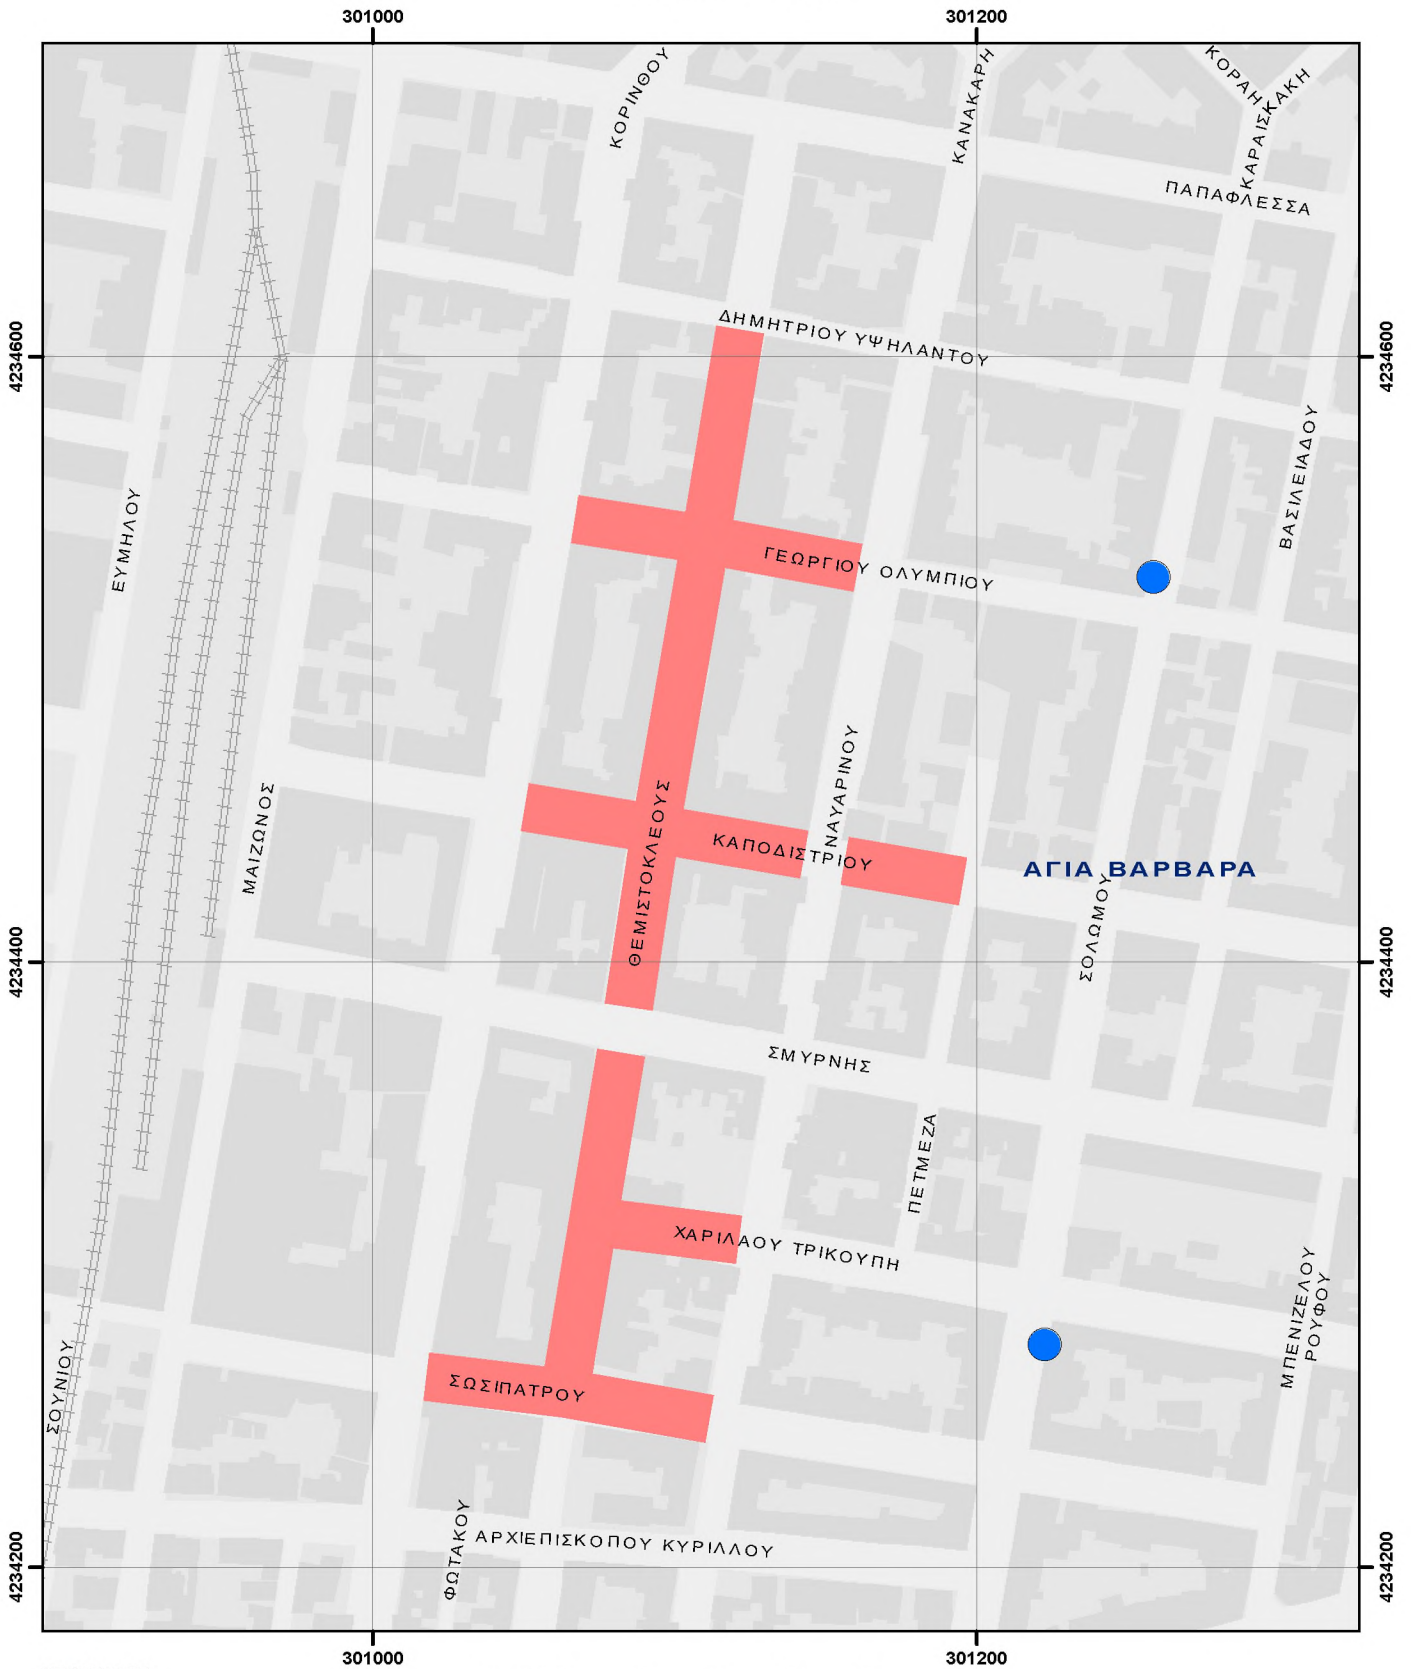 301000
301200
ΚΟΡΙΝΘΟΥ
ΚΑΝΑΚΑΡΗ
ΚΟΡΑΗ
ΚΑΡΑΙΣΚΑΚΗ
ΠΑΠΑΦΛΕΣΣΑ
ΔΗΜΗΤΡΙΟΥ ΥΨΗΛΑΝΤΟΥ
4234600
4234600
ΒΑΣΙΛΕΙΑΔΟΥ
ΕΥΜΗΛΟΥ
ΓΕΩΡΓΙΟΥ ΟΛΥΜΠΙΟΥ
ΝΑΥΑΡΙΝΟΥ
ΜΑΙΖΩΝΟΣ
ΘΕΜΙΣΤΟΚΛΕΟΥΣ
ΚΑΠΟΔΙΣΤΡΙΟΥ
ΑΓΙΑ ΒΑΡΒΑΡΑ
ΣΟΛΩΜΟΥ
4234400
4234400
ΣΜΥΡΝΗΣ
ΠΕΤΜΕΖΑ
ΧΑΡΙΛΑΟΥ ΤΡΙΚΟΥΠΗ
ΜΠΕΝΙΖΕΛΟΥ
ΡΟΥΦΟΥ
ΣΟΥΝΙΟΥ
ΣΩΣΙΠΑΤΡΟΥ
ΦΩΤΑΚΟΥ
ΑΡΧΙΕΠΙΣΚΟΠΟΥ ΚΥΡΙΛΛΟΥ
4234200
4234200
301000
301200